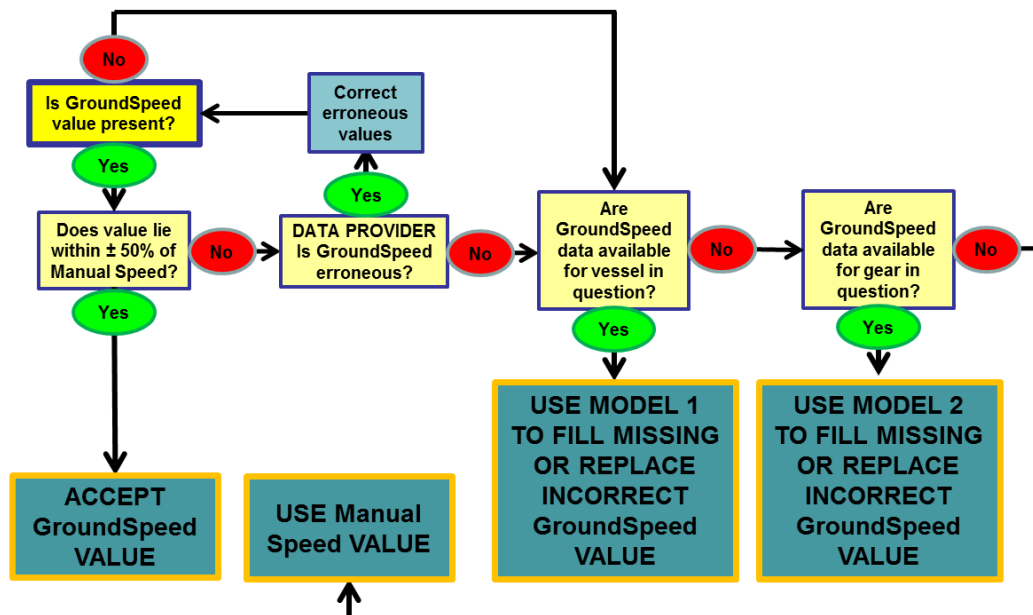 No
Is GroundSpeed
value present?
Correct
erroneous
values
Yes
Yes
Does value lie
within ± 50% of
Manual Speed?
No
DATA PROVIDER
Is GroundSpeed
erroneous?
No
Are
GroundSpeed
data available
for vessel in
question?
No
Are
GroundSpeed
data available
for gear in
question?
No
Yes
Yes
Yes
ACCEPT
GroundSpeed
VALUE
USE Manual
Speed VALUE
USE MODEL 1
TO FILL MISSING
OR REPLACE
INCORRECT
GroundSpeed
VALUE
USE MODEL 2
TO FILL MISSING
OR REPLACE
INCORRECT
GroundSpeed
VALUE